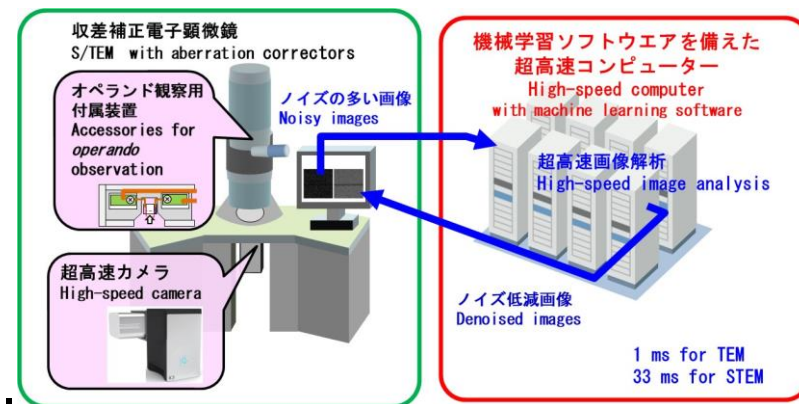 収差補正電子顕微鏡
S/TEM with aberration correctors
オペランド観察用
付属装置
Accessories for
operando
observation
超高速カメラ
High-speed camera
ノイズの多い画像
Noisy images
機械学習ソフトウエアを備えた
超高速コンピューター
High-speed computer
with machine learning software
超高速画像解析
High-speed image analysis
ノイズ低減画像
Denoised images
1 ms for TEM
33 ms for STEM